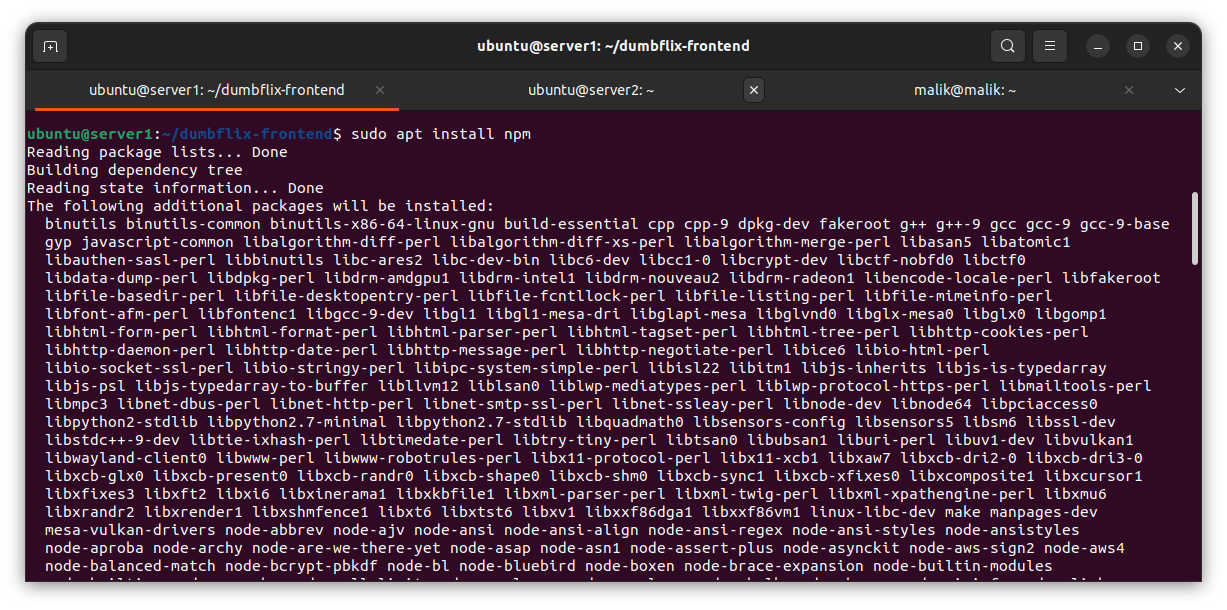 ubuntu@server1: ~/dumbflix-frontend
ubuntu@server1: ~/dumbflix-frontend
ubuntu@server2: ~
malik@malik: ~
ubuntu@server1:~/dumbflix-frontend$ sudo apt install npm
Reading package lists... Done
Building dependency tree
Reading state information... Done
The following additional packages will be installed:
binutils binutils-common binutils-x86-64-linux-gnu build-essential cpp cpp-9 dpkg-dev fakeroot g++ g++-9 gcc gcc-9 gcc-9-base
gyp javascript-common libalgorithm-diff-perl libalgorithm-diff-xs-perl libalgorithm-merge-perl libasan5 libatomic1
libauthen-sasl-perl libbinutils libc-ares2 libc-dev-bin libc6-dev libcc1-0 libcrypt-dev libctf-nobfd0 libctf0
libdata-dump-perl libdpkg-perl libdrm-amdgpu1 libdrm-intel1 libdrm-nouveau2 libdrm-radeon1 libencode-locale-perl libfakeroot
libfile-basedir-perl libfile-desktopentry-perl libfile-fcntllock-perl libfile-listing-perl libfile-mimeinfo-perl
libfont-afm-perl libfontenc1 libgcc-9-dev libgl1 libgl1-mesa-dri libglapi-mesa libglvnd0 libglx-mesa0 libglx0 libgomp1
libhtml-form-perl libhtml-format-perl libhtml-parser-perl libhtml-tagset-perl libhtml-tree-perl libhttp-cookies-perl
libhttp-daemon-perl libhttp-date-perl libhttp-message-perl libhttp-negotiate-perl libice6 libio-html-perl
libio-socket-ssl-perl libio-stringy-perl libipc-system-simple-perl libisl22 libitm1 libjs-inherits libjs-is-typedarray
libjs-psl libjs-typedarray-to-buffer libllvm12 liblsan0 liblwp-mediatypes-perl liblwp-protocol-https-perl libmailtools-perl
libmpc3 libnet-dbus-perl libnet-http-perl libnet-smtp-ssl-perl libnet-ssleay-perl libnode-dev libnode64 libpciaccess0
libpython2-stdlib libpython2.7-minimal libpython2.7-stdlib libquadmath0 libsensors-config libsensors5 libsm6 libssl-dev
libstdc++-9-dev libtie-ixhash-perl libtimedate-perl libtry-tiny-perl libtsan0 libubsan1 liburi-perl libuv1-dev libvulkan1
libwayland-client0 libwww-perl libwww-robotrules-perl libx11-protocol-perl libx11-xcb1 libxaw7 libxcb-dri2-0 libxcb-dri3-0
libxcb-glx0 libxcb-present0 libxcb-randr0 libxcb-shape0 libxcb-shm0 libxcb-sync1 libxcb-xfixes0 libxcomposite1 libxcursor1
libxfixes3 libxft2 libxi6 libxinerama1 libxkbfile1 libxml-parser-perl libxml-twig-perl libxml-xpathengine-perl libxmu6
libxrandr2 libxrender1 libxshmfence1 libxt6 libxtst6 libxv1 libxxf86dga1 libxxf86vm1 linux-libc-dev make manpages-dev
mesa-vulkan-drivers node-abbrev node-ajv node-ansi node-ansi-align node-ansi-regex node-ansi-styles node-ansistyles
node-aproba node-archy node-are-we-there-yet node-asap node-asn1 node-assert-plus node-asynckit node-aws-sign2 node-aws4
node-balanced-match node-bcrypt-pbkdf node-bl node-bluebird node-boxen node-brace-expansion node-builtin-modules